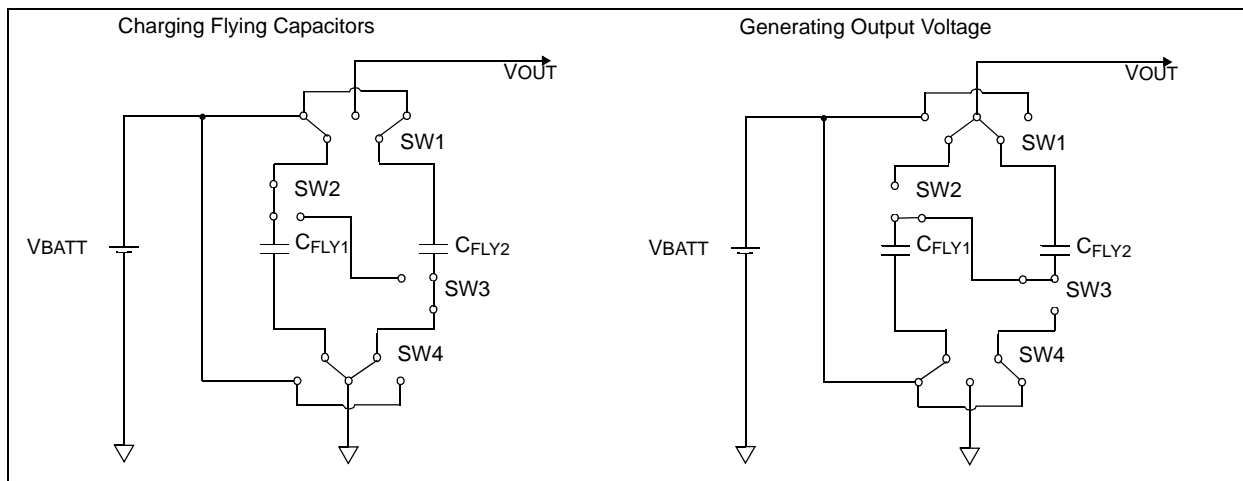 Charging Flying Capacitors
VOUT
SW1
SW2
VBATT
CFLY1
CFLY2
SW3
SW4
Generating Output Voltage
VOUT
SW1
SW2
VBATT
CFLY1
CFLY2
SW3
SW4